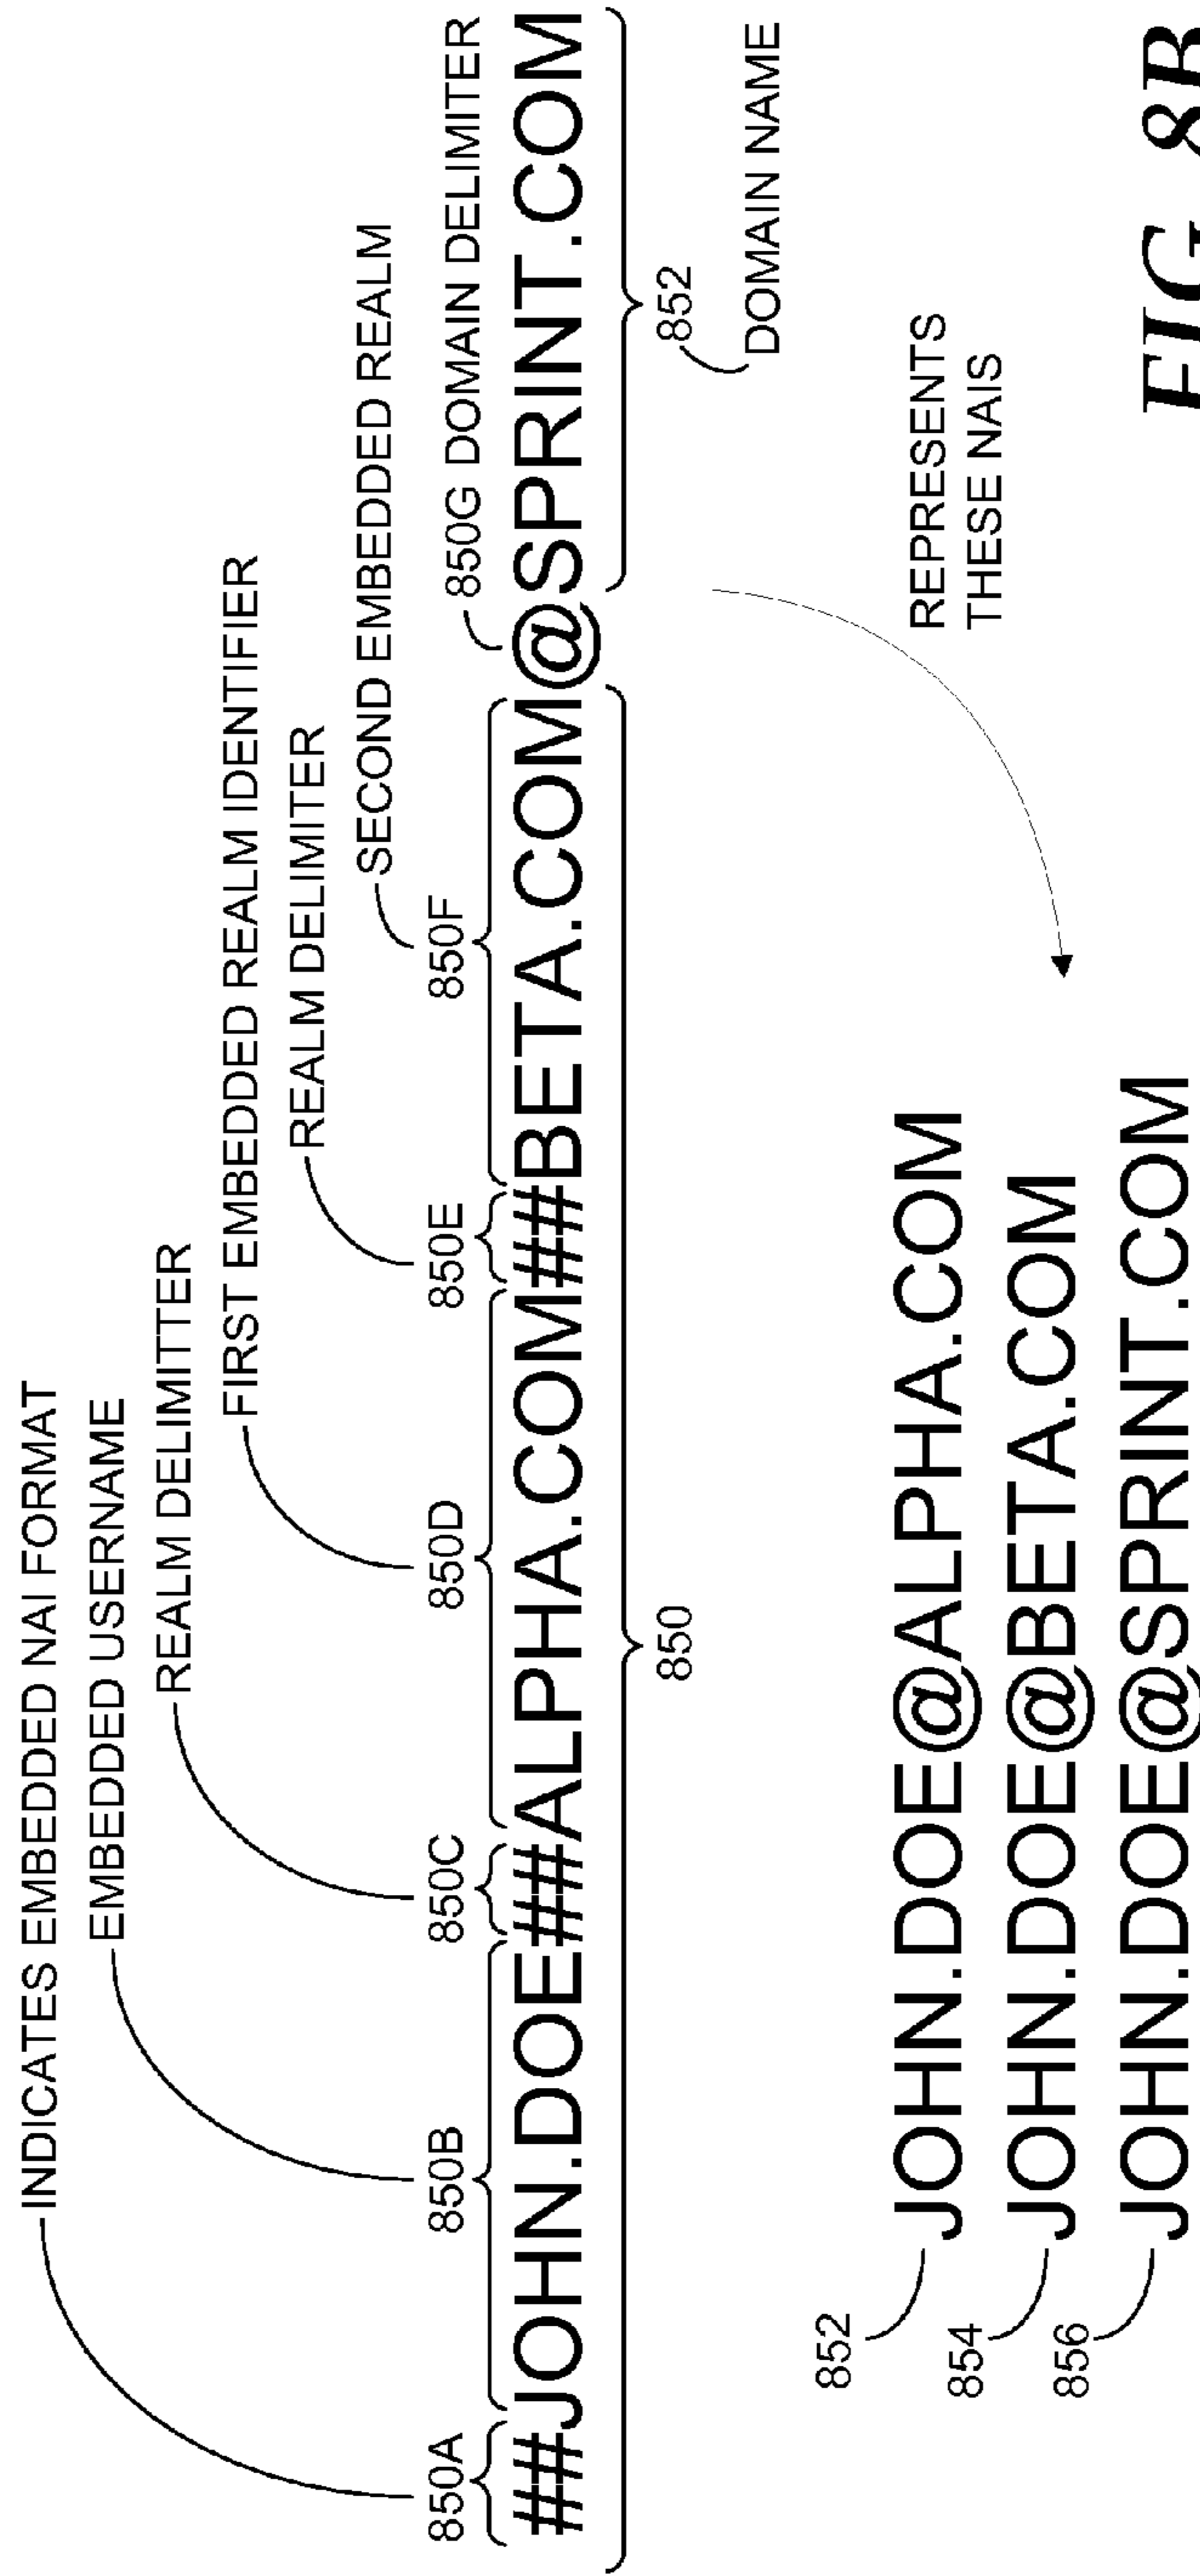 INDICATES EMBEDDED NAI FORMAT
EMBEDDED USERNAME
REALM DELIMITTER
FIRST EMBEDDED REALM IDENTIFIER
REALM DELIMITER
SECOND EMBEDDED REALM
850A 850B 850C 850D 850E 850F 850G DOMAIN DELIMITER
##JOHN.DOE##ALPHA.COM##BETA.COM@SPRINT.COM
850 852
DOMAIN NAME
852 JOHN.DOE@ALPHA.COM
854 JOHN.DOE@BETA.COM
856 JOHN.DOE@SPRINT.COM
REPRESENTS
THESE NAIS
FIG 8B